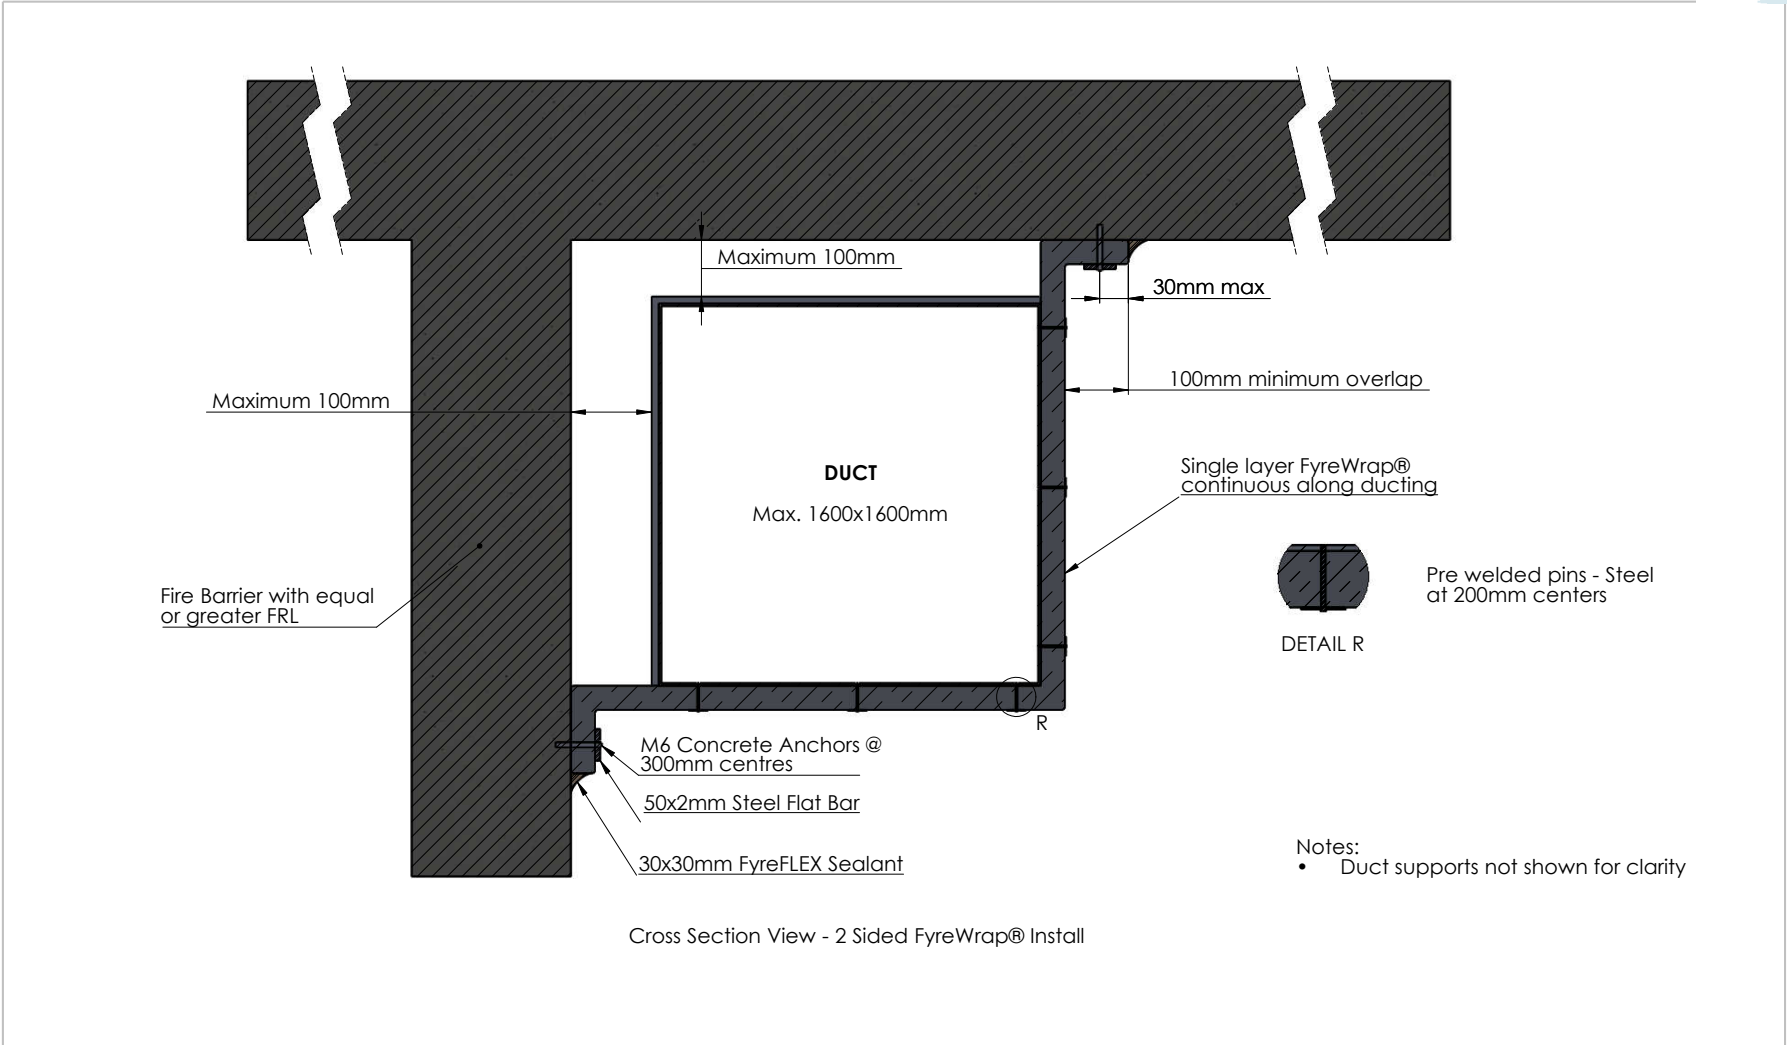 Maximum 100mm
30mm max
100mm minimum overlap
Maximum 100mm
DUCT
Max. 1600x1600mm
Single layer FyreWrap®
continuous along ducting
Fire Barrier with equal
or greater FRL
Pre welded pins - Steel
at 200mm centers
DETAIL R
R
M6 Concrete Anchors @
300mm centres
50x2mm Steel Flat Bar
30x30mm FyreFLEX Sealant
Notes:
• Duct supports not shown for clarity
Cross Section View - 2 Sided FyreWrap® Install